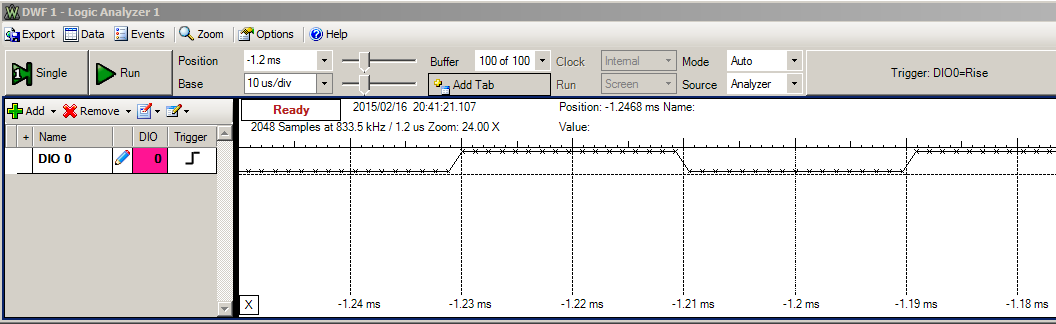 DWF 1 - Logic Analyzer 1
Export Data Events Zoom Options Help
Single Run Position -1.2 ms Buffer 100 of 100 Clock Internal Mode Auto Trigger: DIO0=Rise
Base 10 us/div Add Tab Run Screen Source Analyzer
Add Remove Ready 2015/02/16 20:41:21.107 Position: -1.2468 ms Name:
2048 Samples at 833.5 kHz / 1.2 us Zoom: 24.00 X Value:
+ Name DIO Trigger
DIO 0 0
X -1.24 ms -1.23 ms -1.22 ms -1.21 ms -1.2 ms -1.19 ms -1.18 ms